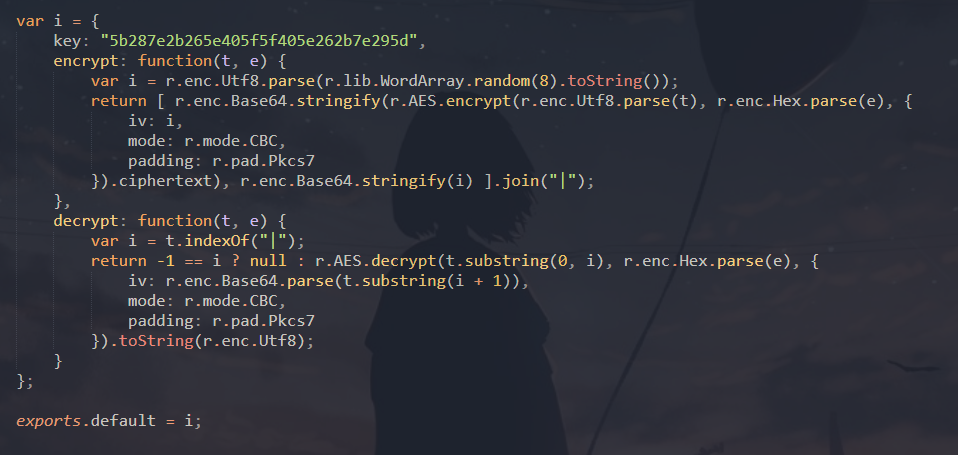 var i = {
    key: "5b287e2b265e405f5f405e262b7e295d",
    encrypt: function(t, e) {
        var i = r.enc.Utf8.parse(r.lib.WordArray.random(8).toString());
        return [ r.enc.Base64.stringify(r.AES.encrypt(r.enc.Utf8.parse(t), r.enc.Hex.parse(e), {
            iv: i,
            mode: r.mode.CBC,
            padding: r.pad.Pkcs7
        }).ciphertext), r.enc.Base64.stringify(i) ].join("|");
    },
    decrypt: function(t, e) {
        var i = t.indexOf("|");
        return -1 == i ? null : r.AES.decrypt(t.substring(0, i), r.enc.Hex.parse(e), {
            iv: r.enc.Base64.parse(t.substring(i + 1)),
            mode: r.mode.CBC,
            padding: r.pad.Pkcs7
        }).toString(r.enc.Utf8);
    }
};
exports.default = i;